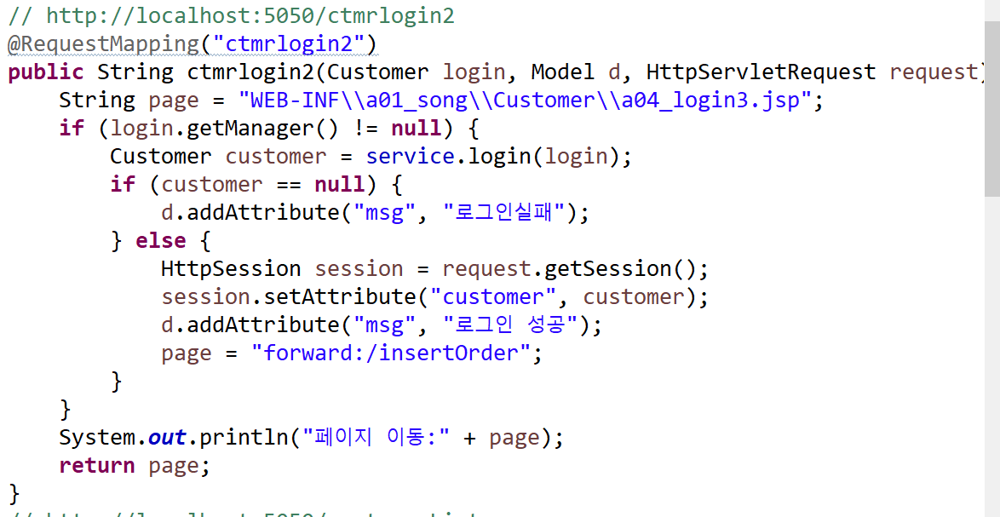 // http://localhost:5050/ctmrlogin2
@RequestMapping("ctmrlogin2")
public String ctmrlogin2(Customer login, Model d, HttpServletRequest request)
    String page = "WEB-INF\\a01_song\\Customer\\a04_login3.jsp";
    if (login.getManager() != null) {
        Customer customer = service.login(login);
        if (customer == null) {
            d.addAttribute("msg", "로그인실패");
        } else {
            HttpSession session = request.getSession();
            session.setAttribute("customer", customer);
            d.addAttribute("msg", "로그인 성공");
            page = "forward:/insertOrder";
        }
    }
    System.out.println("페이지 이동:" + page);
    return page;
}